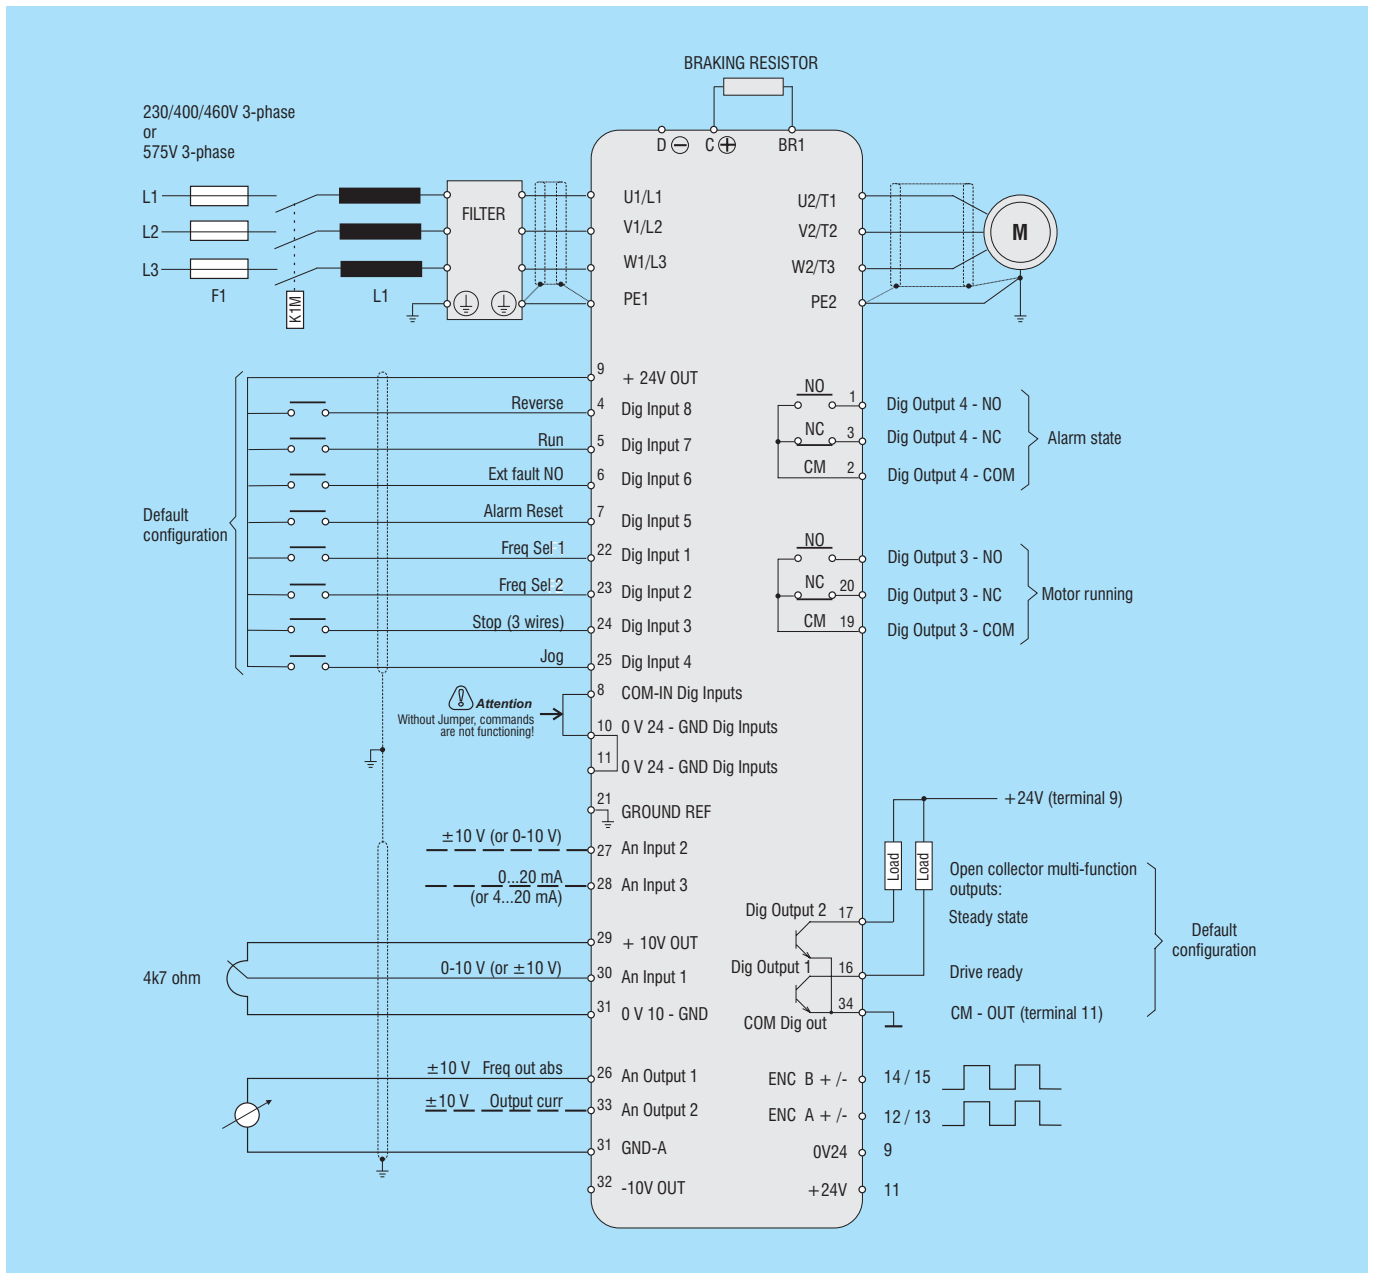 BRAKING RESISTOR
230/400/460V 3-phase
or
575V 3-phase
D
C
BR1
L1
L2
L3
F1
K1M
L1
FILTER
U1/L1
V1/L2
W1/L3
PE1
U2/T1
V2/T2
W2/T3
PE2
M
Default
configuration
9 + 24V OUT
Reverse 4 Dig Input 8
Run 5 Dig Input 7
Ext fault NO 6 Dig Input 6
Alarm Reset 7 Dig Input 5
Freq Sel 1 22 Dig Input 1
Freq Sel 2 23 Dig Input 2
Stop (3 wires) 24 Dig Input 3
Jog 25 Dig Input 4
8 COM-IN Dig Inputs
Attention
Without Jumper, commands
are not functioning!
10 0 V 24 - GND Dig Inputs
11 0 V 24 - GND Dig Inputs
21 GROUND REF
±10 V (or 0-10 V) 27 An Input 2
0...20 mA 28 An Input 3
(or 4...20 mA)
29 + 10V OUT
4k7 ohm
0-10 V (or ±10 V) 30 An Input 1
31 0 V 10 - GND
±10 V Freq out abs 26 An Output 1
±10 V Output curr 33 An Output 2
31 GND-A
32 -10V OUT
NO 1 Dig Output 4 - NO
NC 3 Dig Output 4 - NC
CM 2 Dig Output 4 - COM
Alarm state
NO Dig Output 3 - NO
NC 20 Dig Output 3 - NC
CM 19 Dig Output 3 - COM
Motor running
+24V (terminal 9)
Load
Load
Open collector multi-function
outputs:
Dig Output 2 17 Steady state
Dig Output 1 16 Drive ready
34
COM Dig out
CM - OUT (terminal 11)
Default
configuration
ENC B + /- 14 / 15
ENC A + /- 12 / 13
0V24 9
+24V 11